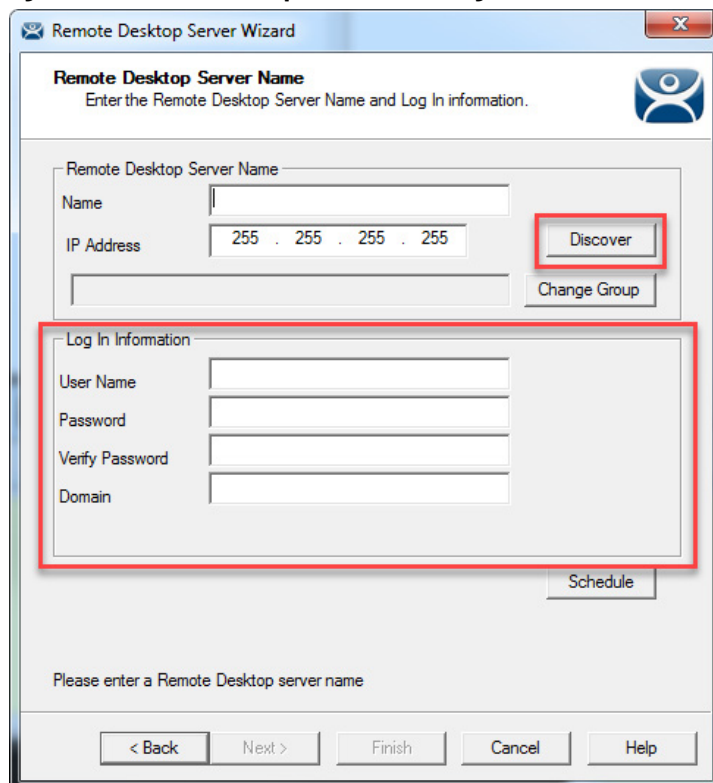 Remote Desktop Server Wizard
Remote Desktop Server Name
Enter the Remote Desktop Server Name and Log In information.
Remote Desktop Server Name
Name
IP Address 255 . 255 . 255 . 255 Discover
Change Group
Log In Information
User Name
Password
Verify Password
Domain
Schedule
Please enter a Remote Desktop server name
< Back Next > Finish Cancel Help